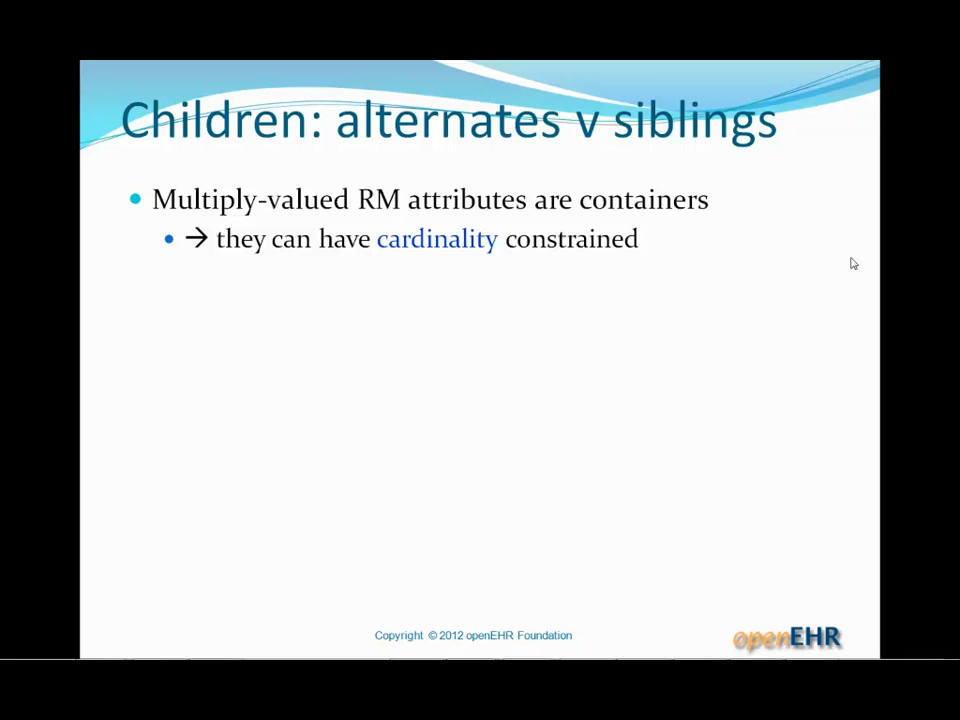 Children: alternates v siblings
• Multiply-valued RM attributes are containers
• → they can have cardinality constrained
Copyright © 2012 openEHR Foundation
openEHR